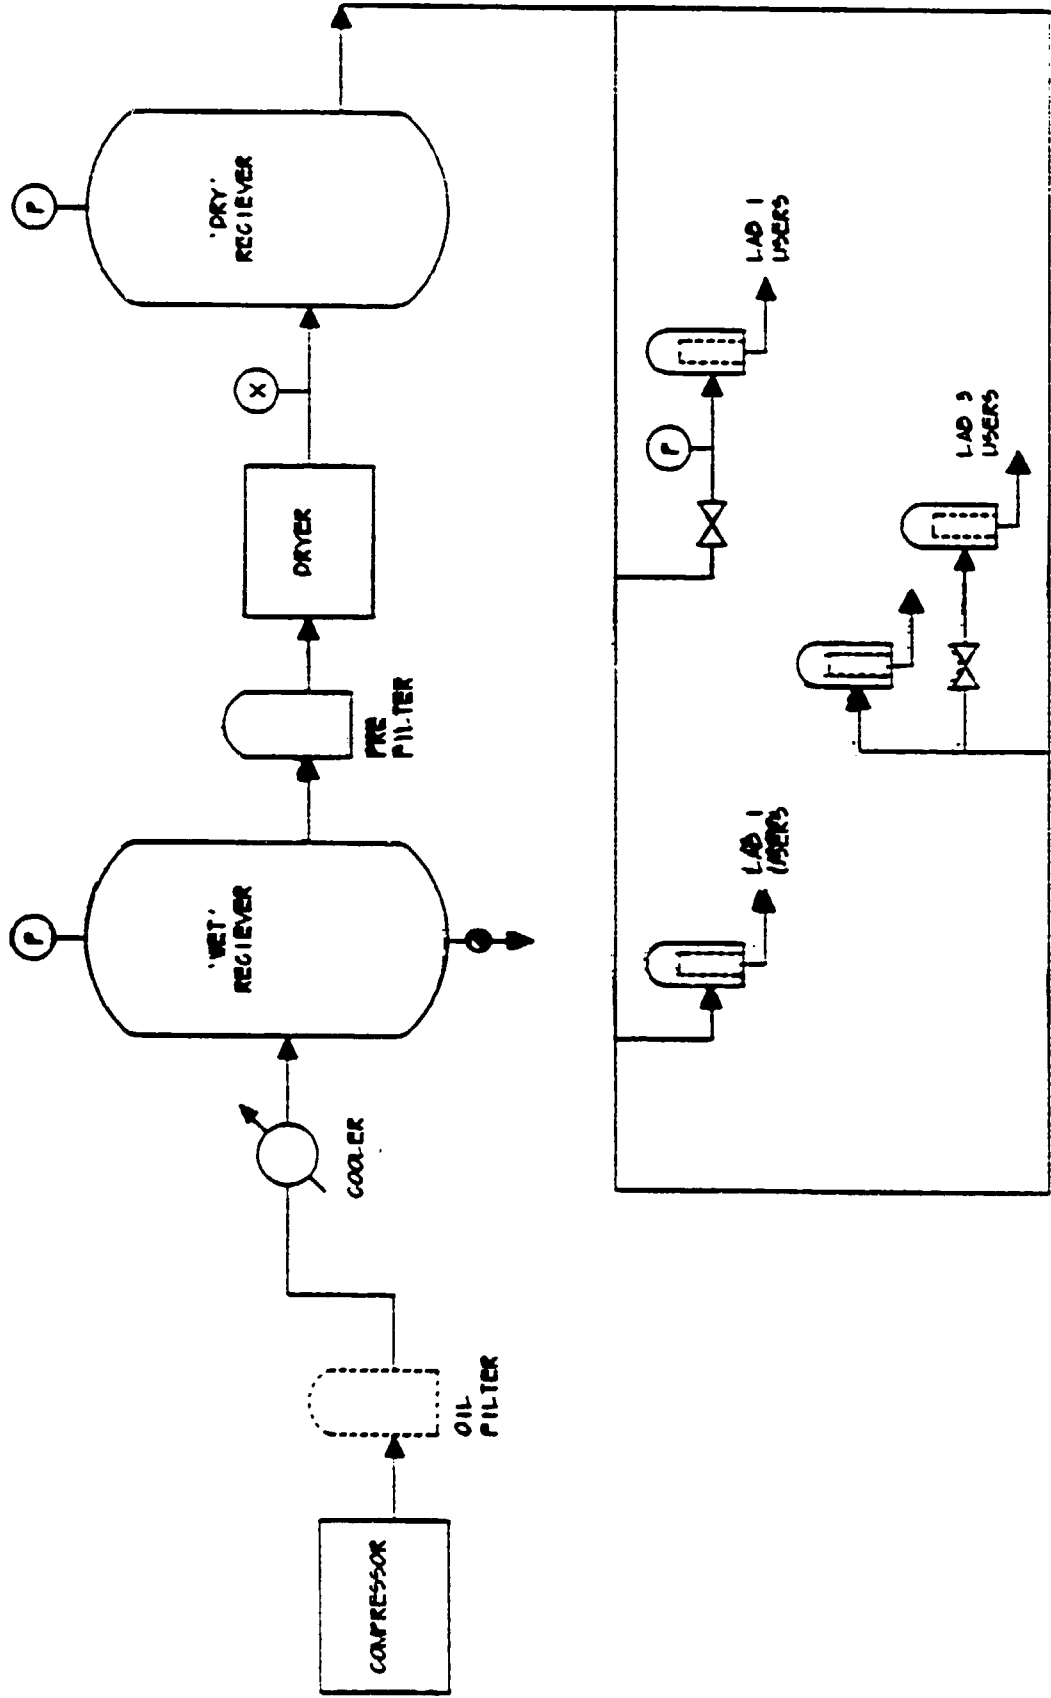 COMPRESSOR
OIL
FILTER
COOLER
'WET'
RECIEVER
P
PRE
FILTER
DRYER
X
'DRY'
RECIEVER
P
LAB 1
USERS
LAB 1
USERS
P
LAB 3
USERS